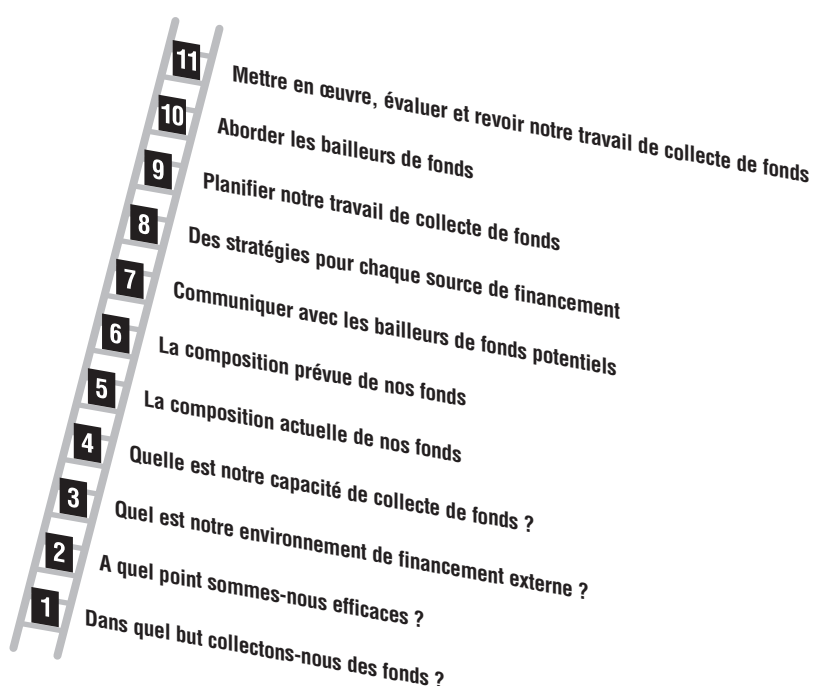 11 Mettre en œuvre, évaluer et revoir notre travail de collecte de fonds
10 Aborder les bailleurs de fonds
9 Planifier notre travail de collecte de fonds
8 Des stratégies pour chaque source de financement
7 Communiquer avec les bailleurs de fonds potentiels
6 La composition prévue de nos fonds
5 La composition actuelle de nos fonds
4 Quelle est notre capacité de collecte de fonds ?
3 Quel est notre environnement de financement externe ?
2 A quel point sommes-nous efficaces ?
1 Dans quel but collectons-nous des fonds ?